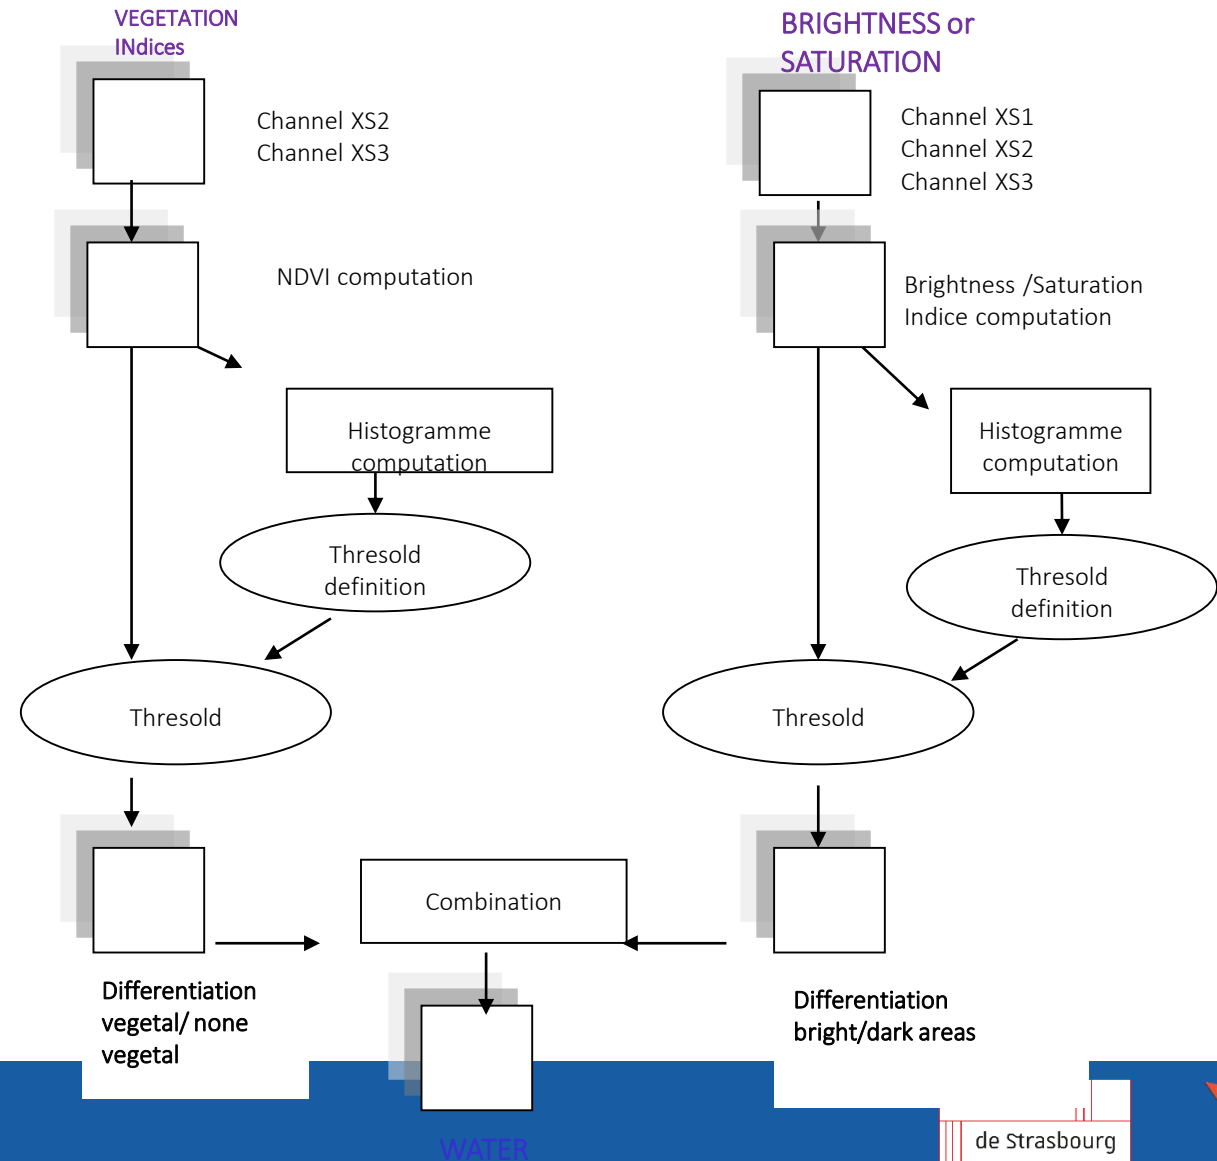 VEGETATION
INdices
BRIGHTNESS or
SATURATION
Channel XS2
Channel XS3
Channel XS1
Channel XS2
Channel XS3
NDVI computation
Brightness /Saturation
Indice computation
Histogramme
computation
Histogramme
computation
Thresold
definition
Thresold
definition
Thresold
Thresold
Combination
Differentiation
vegetal/ none
vegetal
Differentiation
bright/dark areas
WATER
de Strasbourg